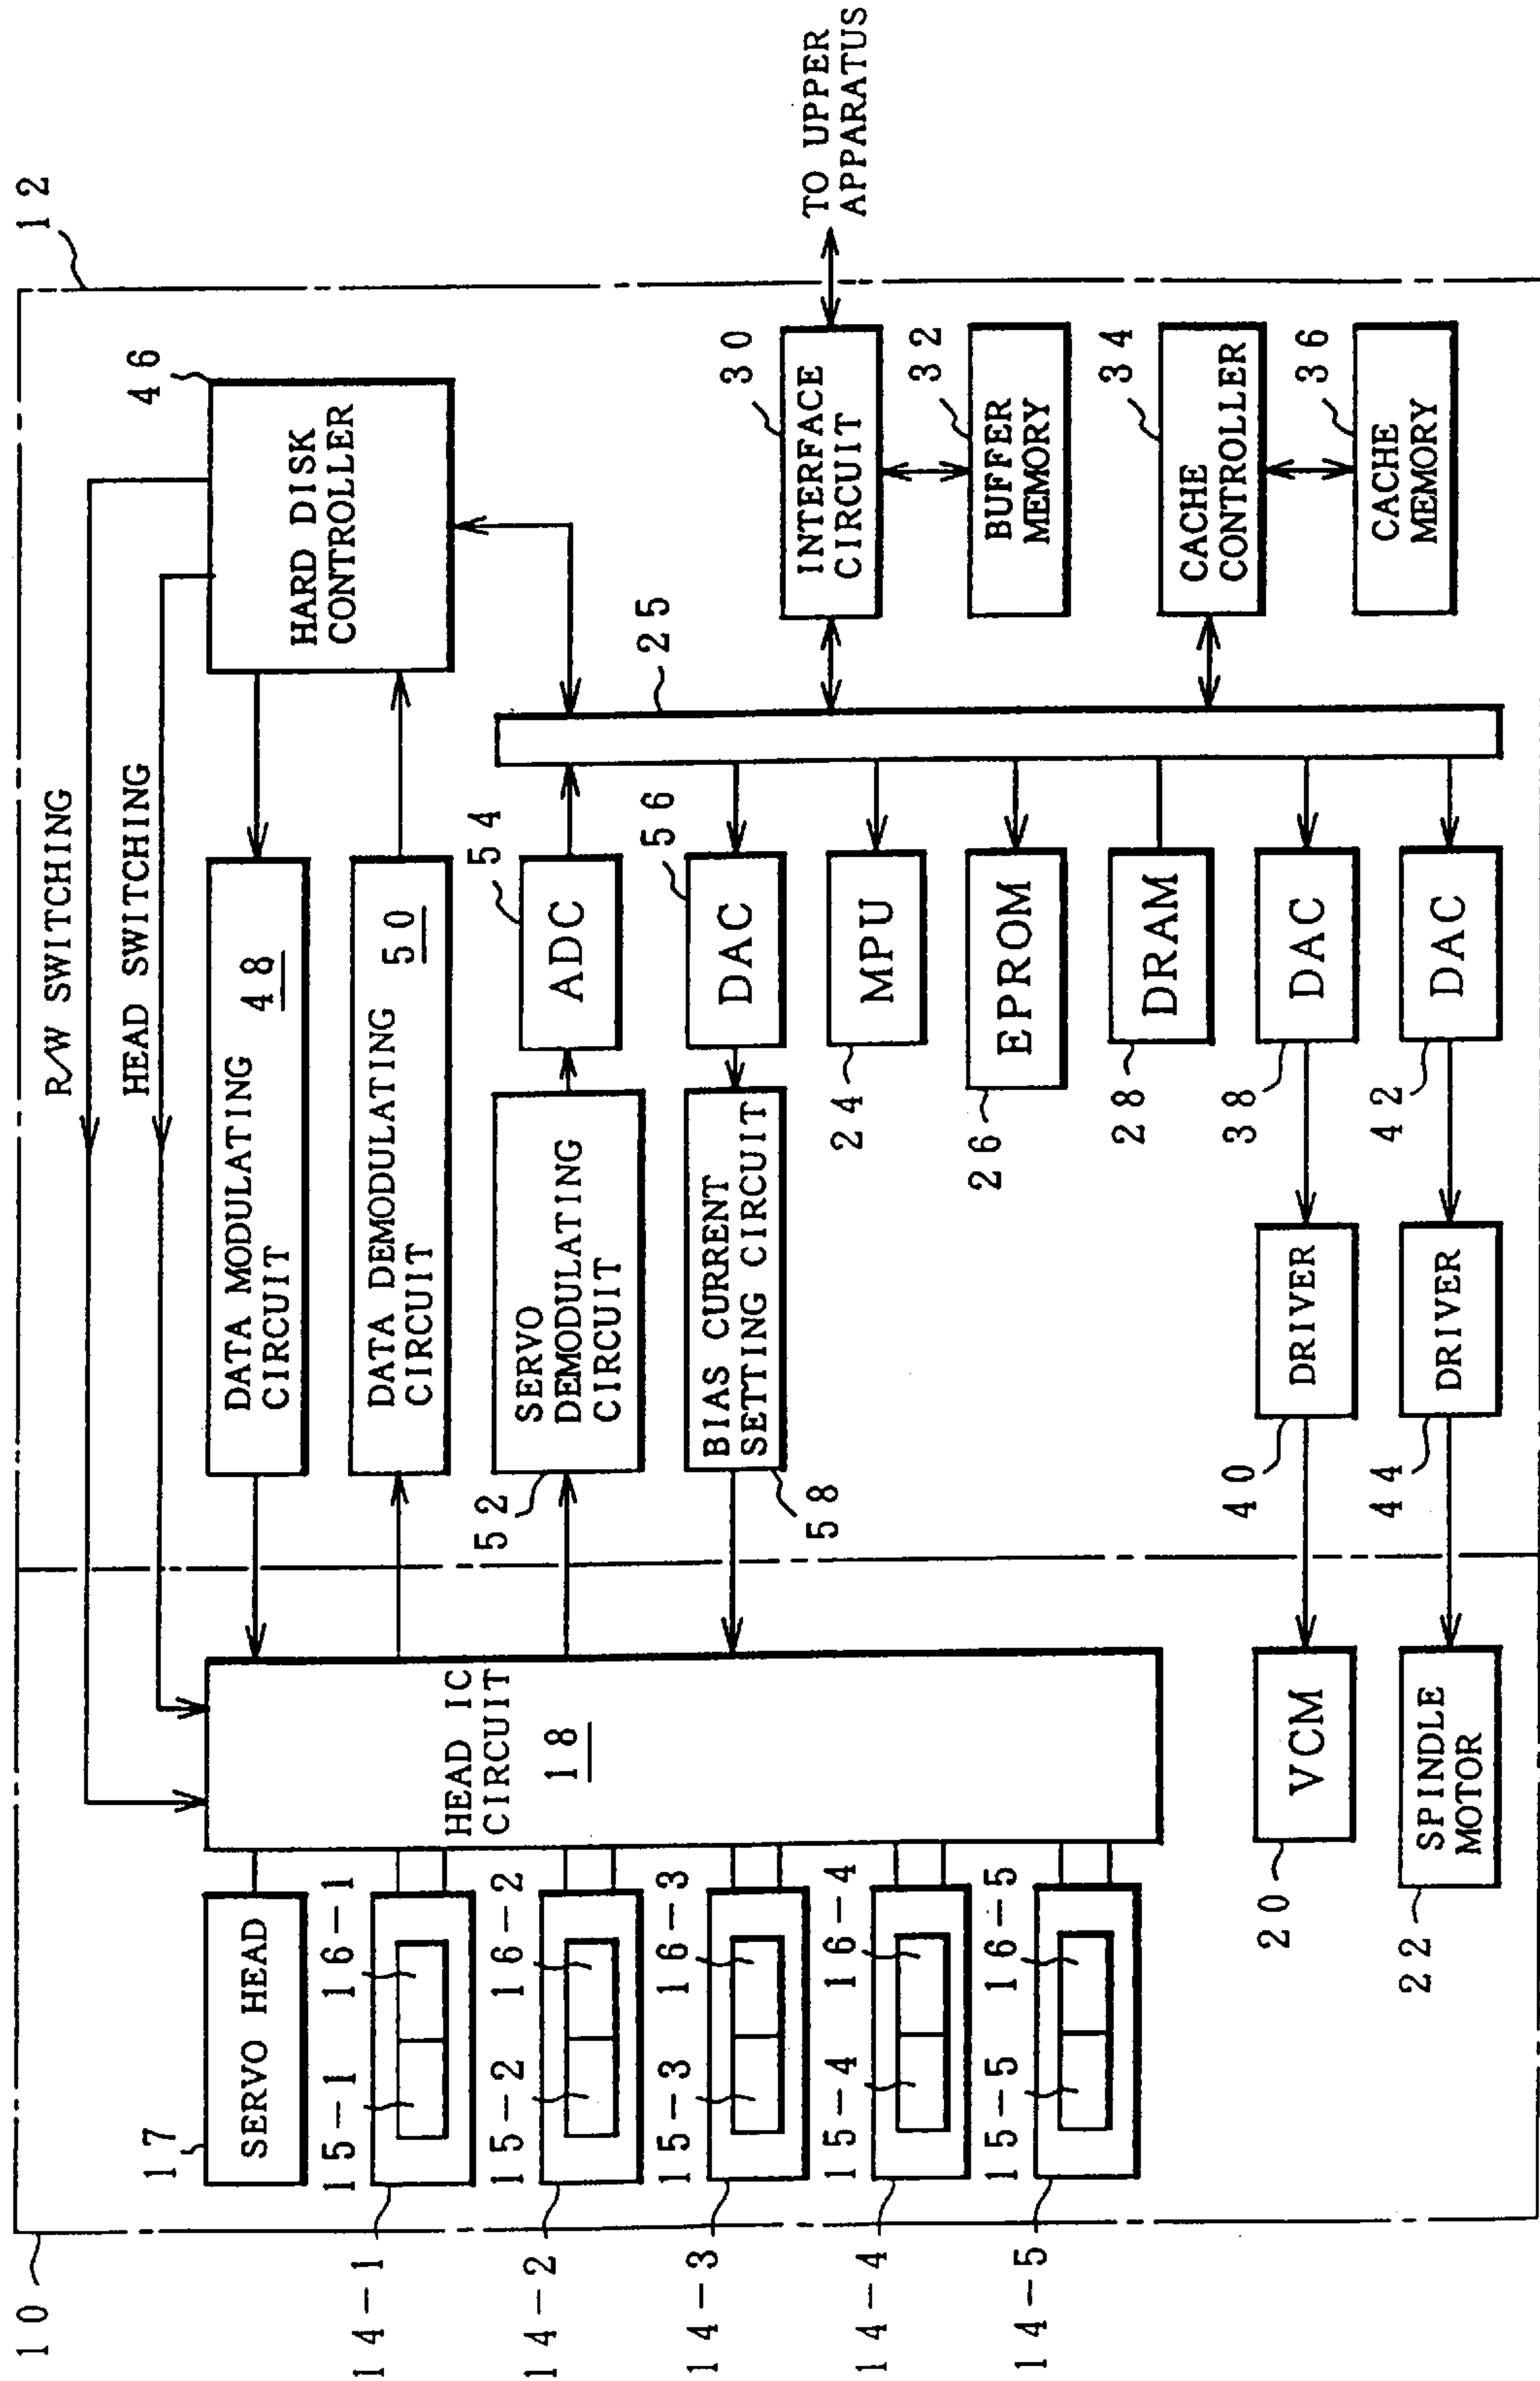 10
12
R/W SWITCHING
HEAD SWITCHING
46
HARD DISK
CONTROLLER
17
SERVO HEAD
HEAD IC
CIRCUIT
18
DATA MODULATING
CIRCUIT
48
DATA DEMODULATING
CIRCUIT
50
14-1
15-1
16-1
14-2
15-2
16-2
14-3
15-3
16-3
14-4
15-4
16-4
14-5
15-5
16-5
52
SERVO
DEMODULATING
CIRCUIT
54
ADC
58
BIAS CURRENT
SETTING CIRCUIT
56
DAC
25
24
MPU
26
EPROM
28
DRAM
30
INTERFACE
CIRCUIT
TO UPPER
APPARATUS
32
BUFFER
MEMORY
34
CACHE
CONTROLLER
36
CACHE
MEMORY
20
VCM
40
DRIVER
38
DAC
22
SPINDLE
MOTOR
44
DRIVER
42
DAC